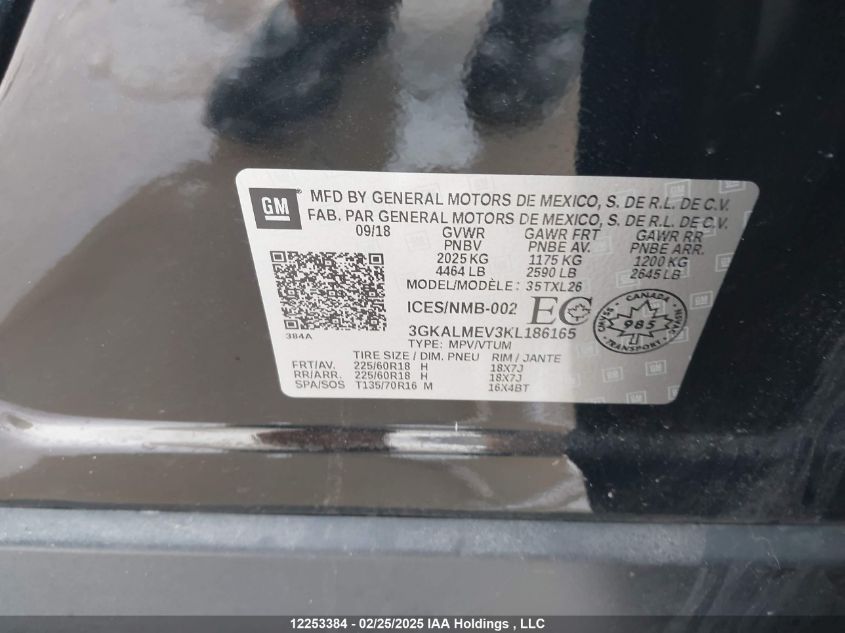 GM
MFD BY GENERAL MOTORS DE MEXICO, S. DE R.L. DE C.V.
FAB. PAR GENERAL MOTORS DE MEXICO, S. DE R.L. DE C.V.
09/18 GVWR GAWR FRT GAWR RR
PNBV PNBE AV. PNBE ARR.
2025 KG 1175 KG 1200 KG
4464 LB 2590 LB 2645 LB
MODEL/MODÈLE: 35TXL26
ICES/NMB-002 EC
384A
3GKALMEV3KL186165
TYPE: MPV/VTUM
CANADA
CMVSS 985 NSVAC
TRANSPORT
TIRE SIZE / DIM. PNEU RIM / JANTE
FRT/AV. 225/60R18 H 18X7J
RR/ARR. 225/60R18 H 18X7J
SPA/SOS T135/70R16 M 16X4BT
12253384 - 02/25/2025 IAA Holdings , LLC